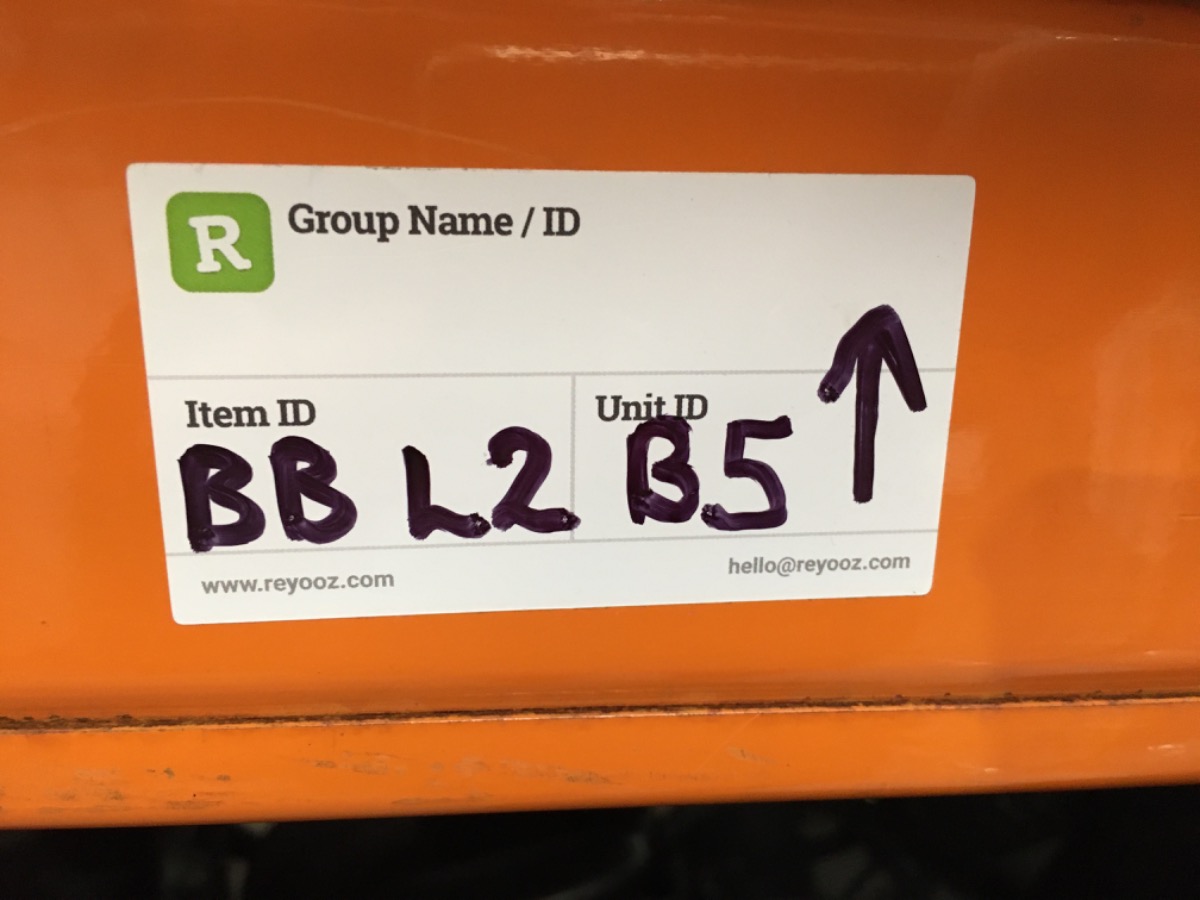 R Group Name / ID
Item ID Unit ID
BB L2 B5 ↑
www.reyooz.com hello@reyooz.com